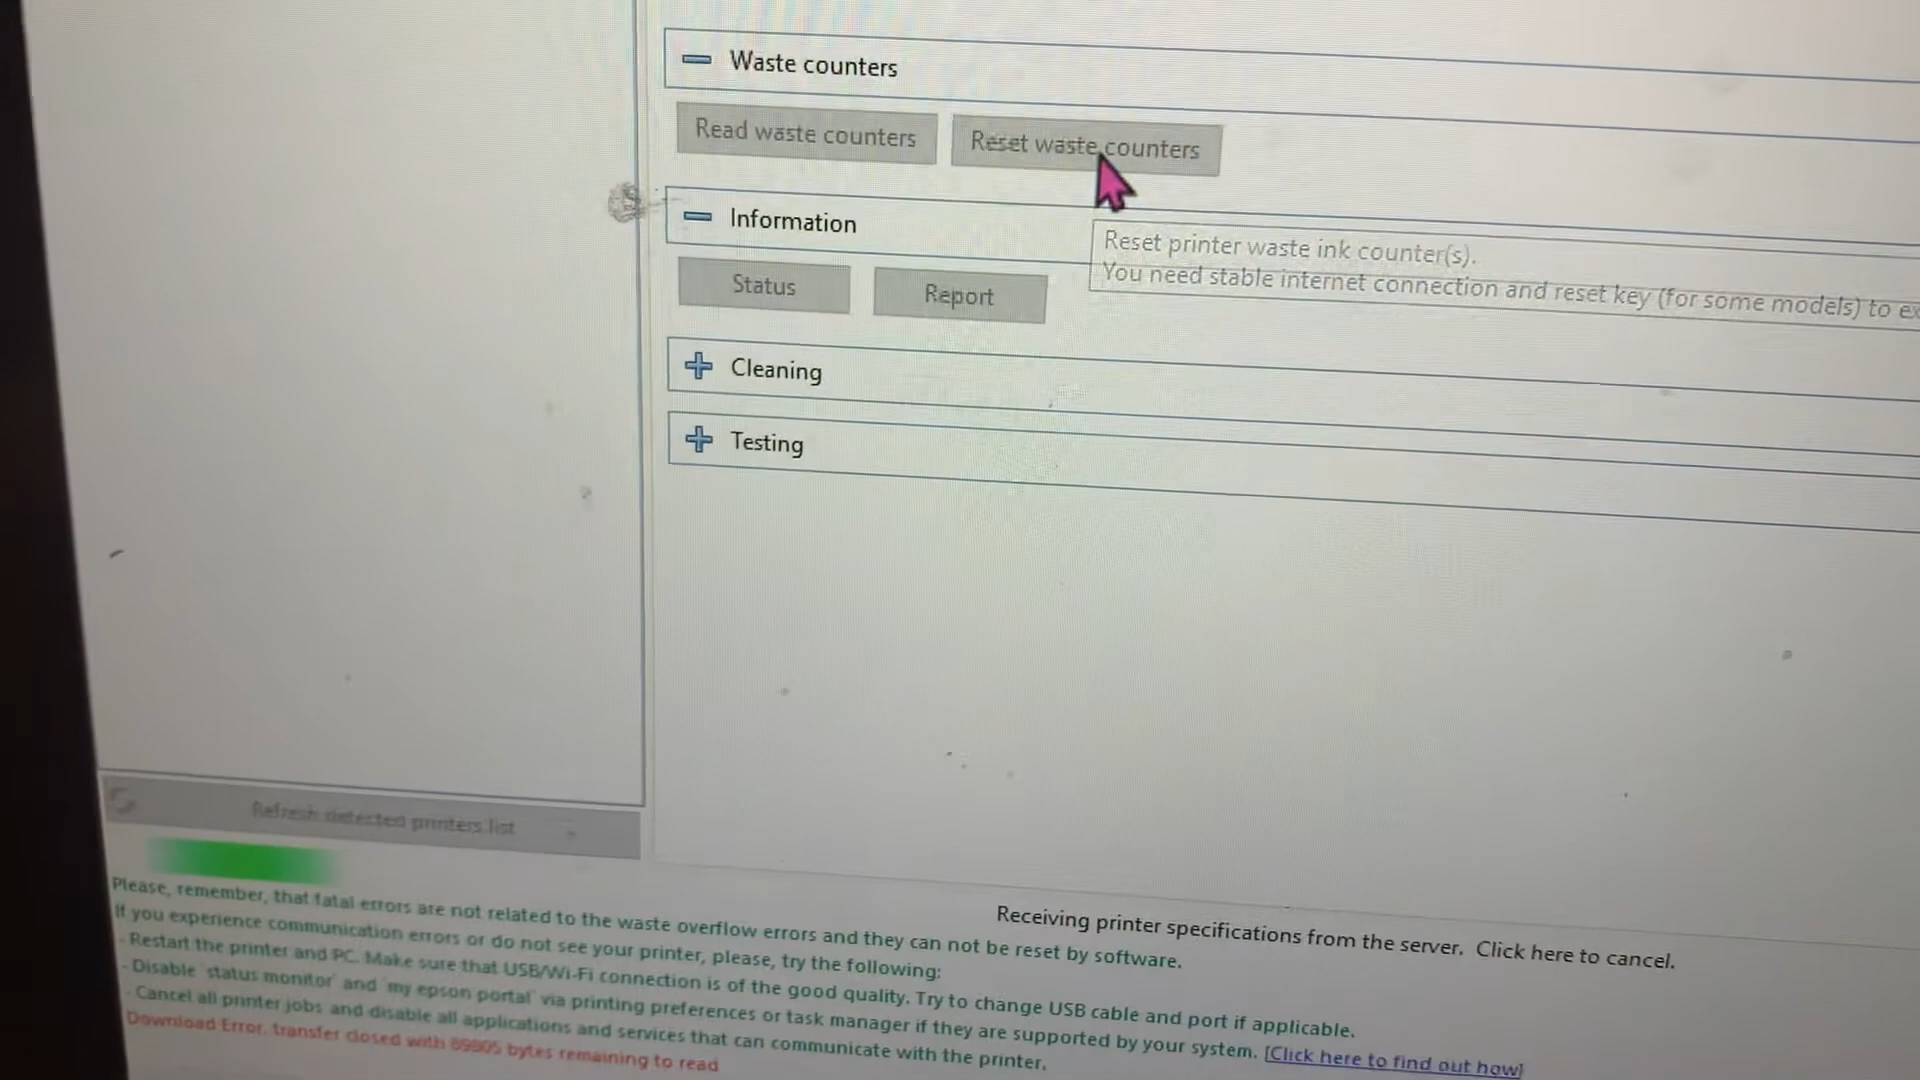 Waste counters
Read waste counters
Reset waste counters
Information
Reset printer waste ink counter(s).
You need stable internet connection and reset key (for some models) to ex
Status
Report
Cleaning
Testing
Refresh detected printers list
Please, remember, that fatal errors are not related to the waste overflow errors and they can not be reset by software.
If you experience communication errors or do not see your printer, please, try the following:
- Restart the printer and PC. Make sure that USB/Wi-Fi connection is of the good quality. Try to change USB cable and port if applicable.
- Disable `status monitor` and `my epson portal` via printing preferences or task manager if they are supported by your system. [Click here to find out how]
- Cancel all printer jobs and disable all applications and services that can communicate with the printer.
Download Error, transfer closed with 89805 bytes remaining to read
Receiving printer specifications from the server. Click here to cancel.